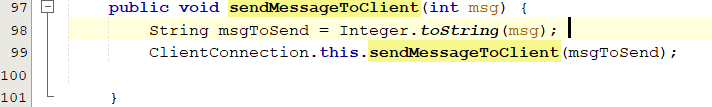 97 public void sendMessageToClient(int msg) {
98 String msgToSend = Integer.toString(msg);
99 ClientConnection.this.sendMessageToClient(msgToSend);
100
101 }